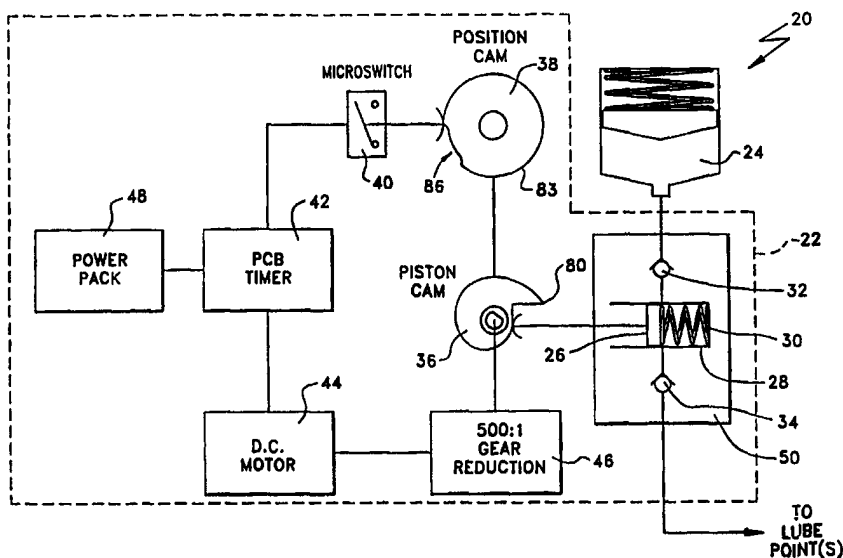 20
POSITION
CAM
MICROSWITCH
38
24
40
86
83
48
42
22
POWER
PACK
PCB
TIMER
PISTON
CAM
80
32
36
26
30
28
44
34
D.C.
MOTOR
500:1
GEAR
REDUCTION
46
50
TO
LUBE
POINT(S)